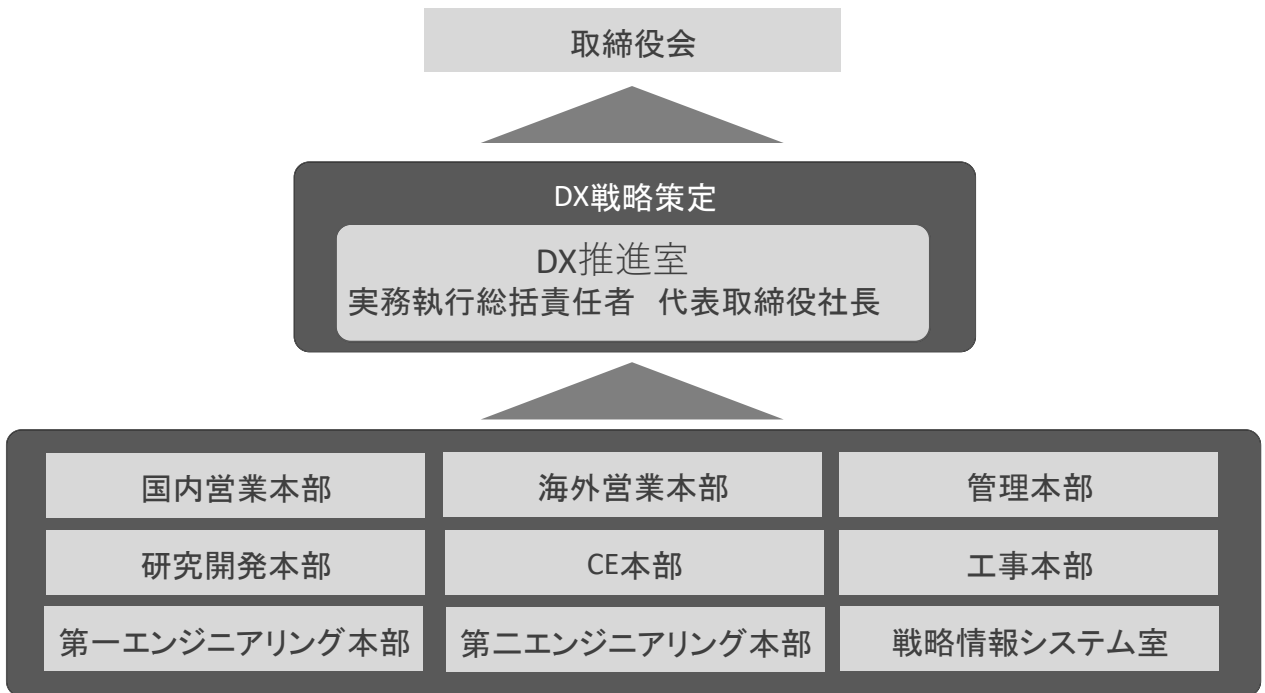 取締役会
DX戦略策定
DX推進室
実務執行総括責任者　代表取締役社長
国内営業本部
海外営業本部
管理本部
研究開発本部
CE本部
工事本部
第一エンジニアリング本部
第二エンジニアリング本部
戦略情報システム室